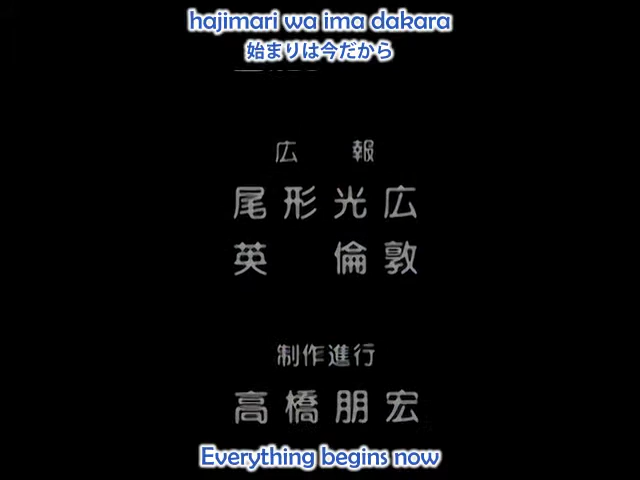 hajimari wa ima dakara
始まりは今だから
広 報
尾形光広
英 倫敦
制作進行
高橋朋宏
Everything begins now